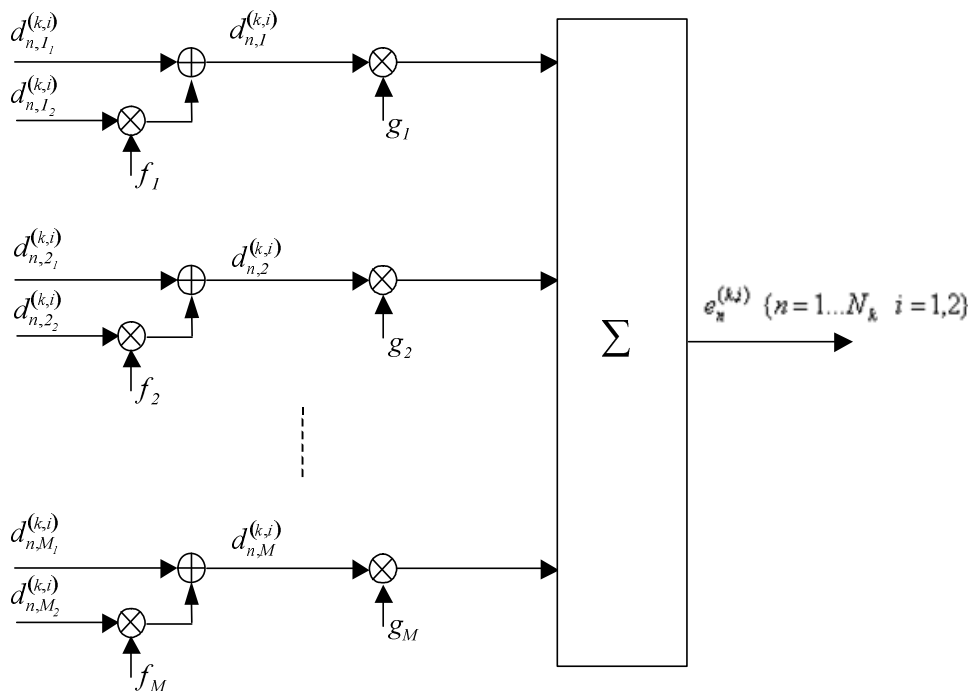 d_{n,1_1}^{(k,i)}
d_{n,1}^{(k,i)}
d_{n,1_2}^{(k,i)}
f_1
g_1
d_{n,2_1}^{(k,i)}
d_{n,2}^{(k,i)}
d_{n,2_2}^{(k,i)}
f_2
g_2
Σ
e_n^{(k,i)} {n = 1...N_k i = 1,2}
d_{n,M_1}^{(k,i)}
d_{n,M}^{(k,i)}
d_{n,M_2}^{(k,i)}
f_M
g_M